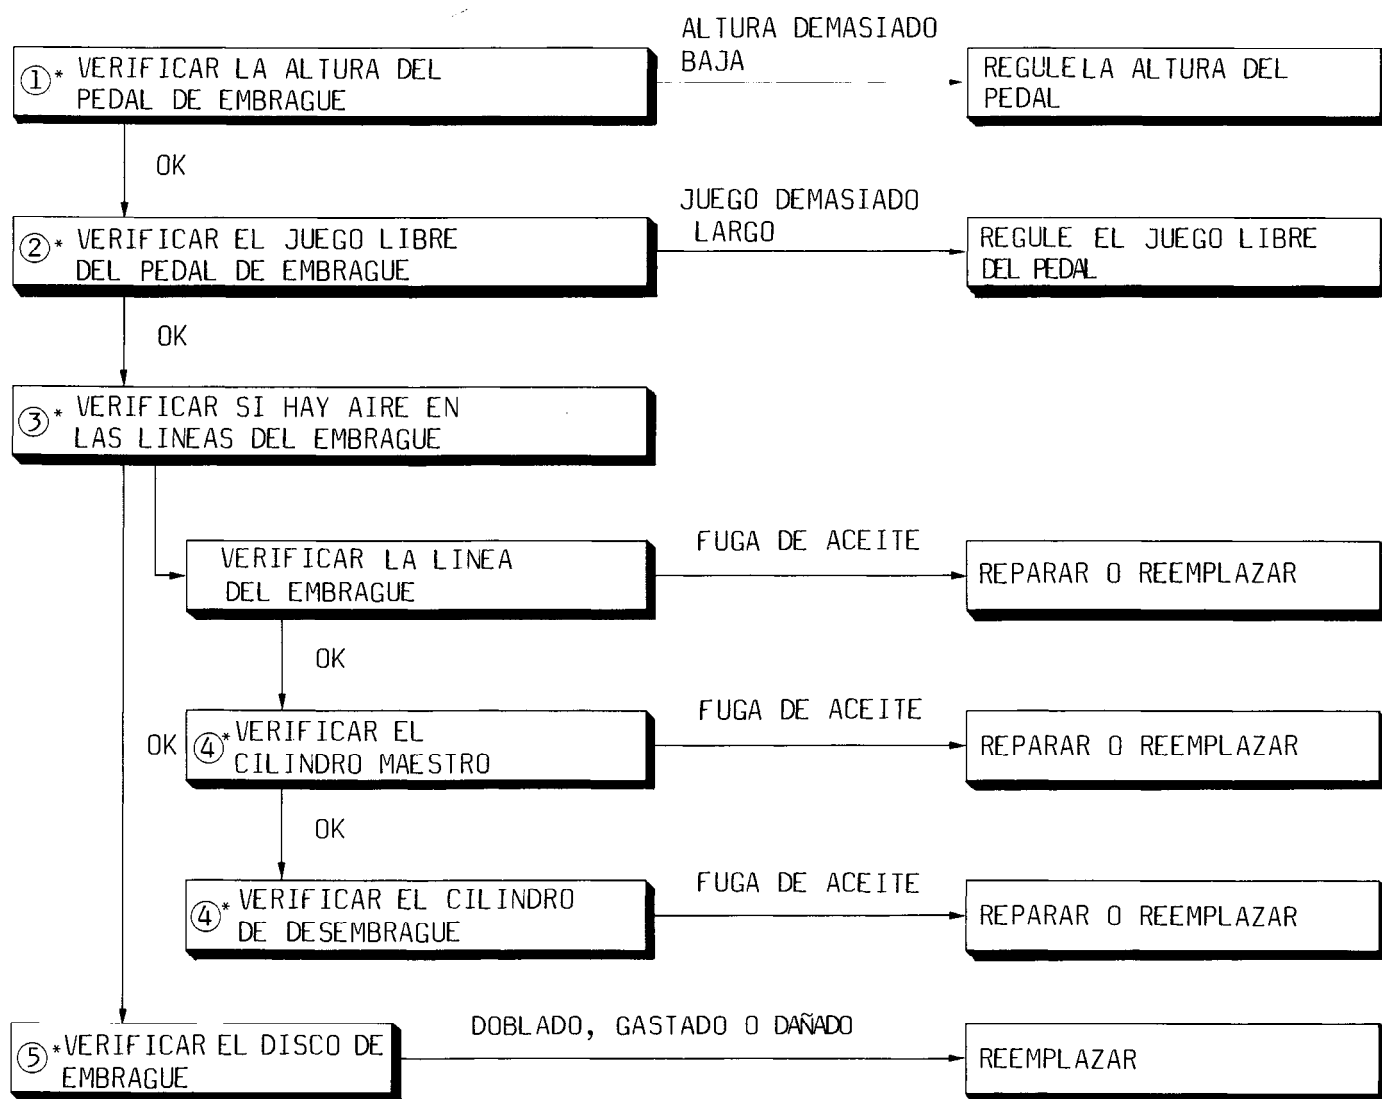 ALTURA DEMASIADO
BAJA
①* VERIFICAR LA ALTURA DEL
PEDAL DE EMBRAGUE
REGULE LA ALTURA DEL
PEDAL
OK
JUEGO DEMASIADO
LARGO
②* VERIFICAR EL JUEGO LIBRE
DEL PEDAL DE EMBRAGUE
REGULE EL JUEGO LIBRE
DEL PEDAL
OK
③* VERIFICAR SI HAY AIRE EN
LAS LINEAS DEL EMBRAGUE
VERIFICAR LA LINEA
DEL EMBRAGUE
FUGA DE ACEITE
REPARAR O REEMPLAZAR
OK
OK
④* VERIFICAR EL
CILINDRO MAESTRO
FUGA DE ACEITE
REPARAR O REEMPLAZAR
OK
④* VERIFICAR EL CILINDRO
DE DESEMBRAGUE
FUGA DE ACEITE
REPARAR O REEMPLAZAR
⑤* VERIFICAR EL DISCO DE
EMBRAGUE
DOBLADO, GASTADO O DAÑADO
REEMPLAZAR